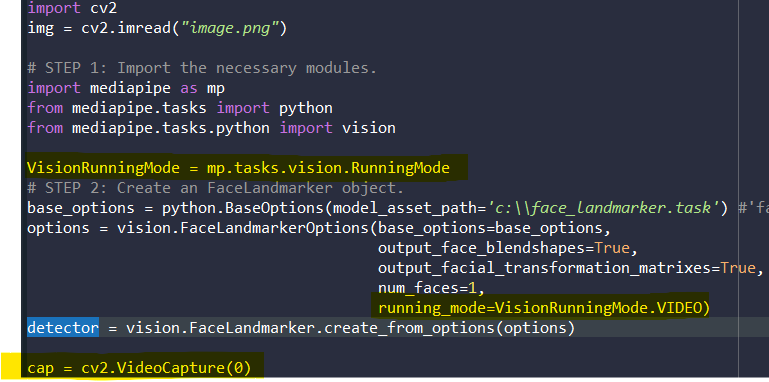 import cv2
img = cv2.imread("image.png")
# STEP 1: Import the necessary modules.
import mediapipe as mp
from mediapipe.tasks import python
from mediapipe.tasks.python import vision
VisionRunningMode = mp.tasks.vision.RunningMode
# STEP 2: Create an FaceLandmarker object.
base_options = python.BaseOptions(model_asset_path='c:\\face_landmarker.task') #'fa
options = vision.FaceLandmarkerOptions(base_options=base_options,
output_face_blendshapes=True,
output_facial_transformation_matrixes=True,
num_faces=1,
running_mode=VisionRunningMode.VIDEO)
detector = vision.FaceLandmarker.create_from_options(options)
cap = cv2.VideoCapture(0)